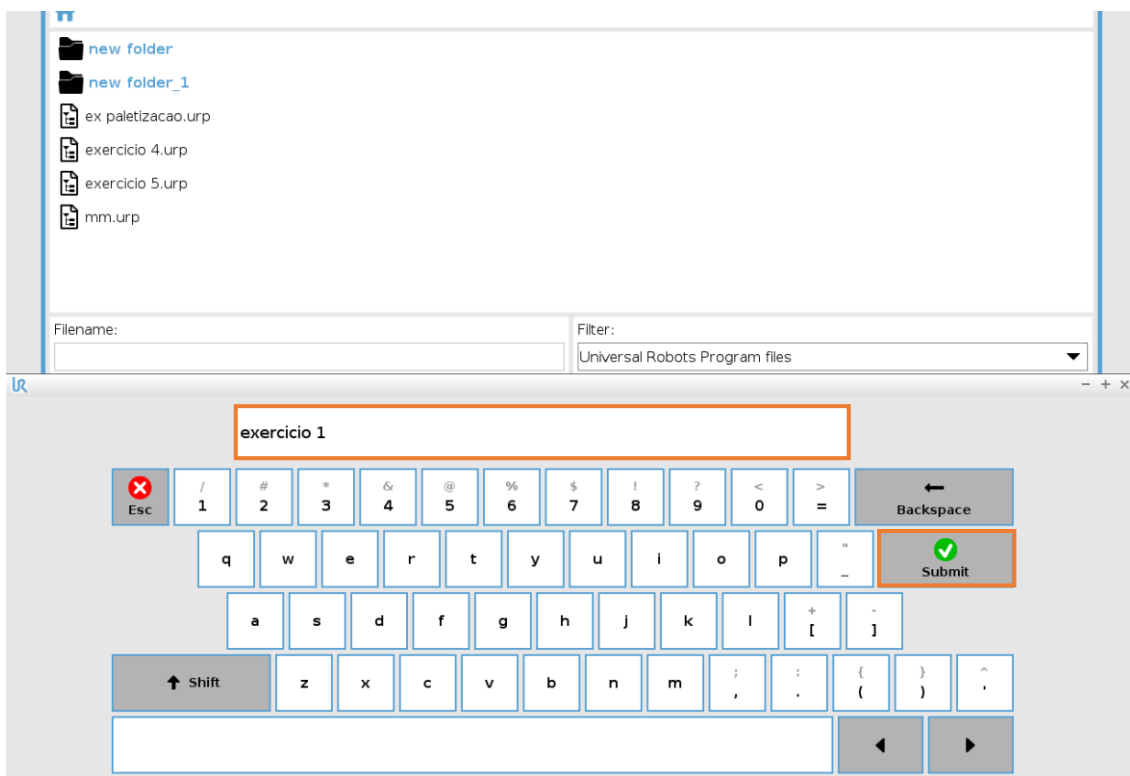 new folder
new folder_1
ex paletizacao.urp
exercicio 4.urp
exercicio 5.urp
mm.urp
Filename: Filter:
Universal Robots Program files
UR - + ×
exercicio 1
/ # * & @ % $ ! ? < >
Esc 1 2 3 4 5 6 7 8 9 0 = Backspace
"
q w e r t y u i o p _ Submit
+ -
a s d f g h j k l [ ]
; : { } ^
Shift z x c v b n m , . ( ) '